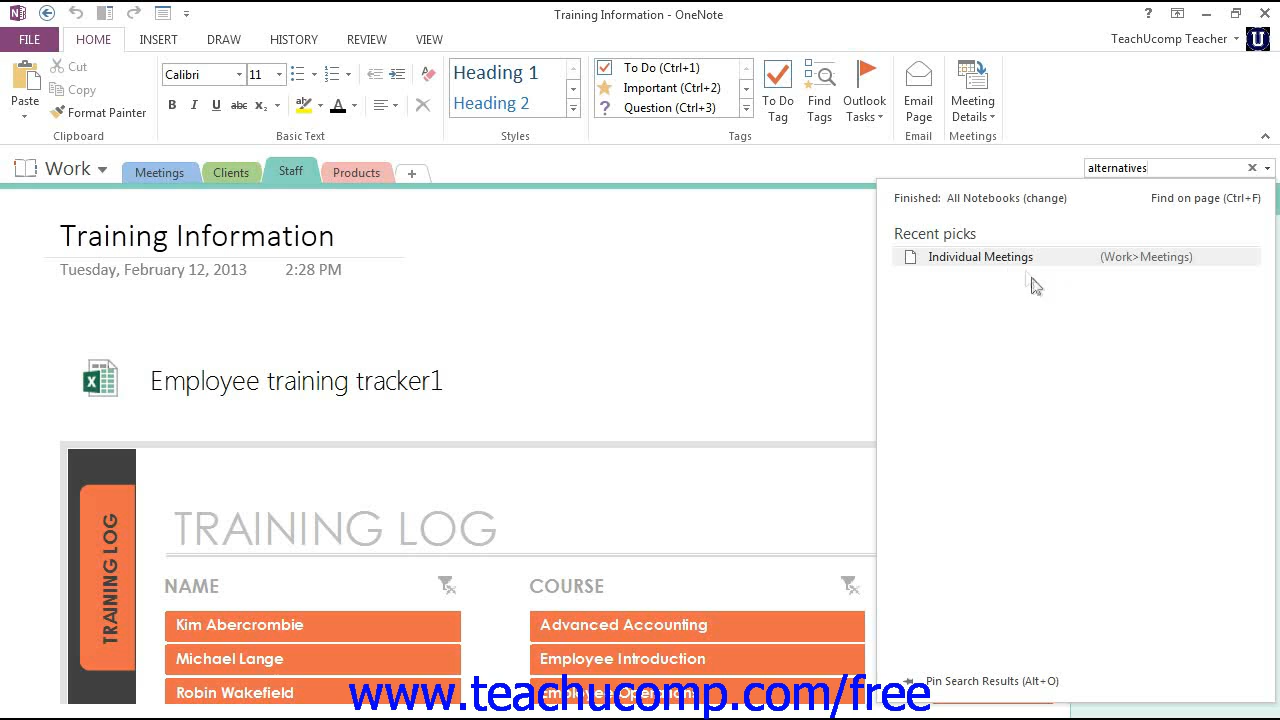 Training Information - OneNote
FILE HOME INSERT DRAW HISTORY REVIEW VIEW
TeachUcomp Teacher
U
Cut
Copy
Format Painter
Paste
Clipboard
Calibri 11
B I U abc x₂ A
Basic Text
Heading 1
Heading 2
Styles
To Do (Ctrl+1)
Important (Ctrl+2)
Question (Ctrl+3)
To Do Tag
Find Tags
Tags
Outlook Tasks
Email Page
Email
Meeting Details
Meetings
Work Meetings Clients Staff Products
alternatives
Finished: All Notebooks (change) Find on page (Ctrl+F)
Recent picks
Individual Meetings (Work>Meetings)
Training Information
Tuesday, February 12, 2013 2:28 PM
Employee training tracker1
TRAINING LOG
TRAINING LOG
NAME COURSE
Kim Abercrombie Advanced Accounting
Michael Lange Employee Introduction
Robin Wakefield Employee Operations
Pin Search Results (Alt+O)
www.teachucomp.com/free